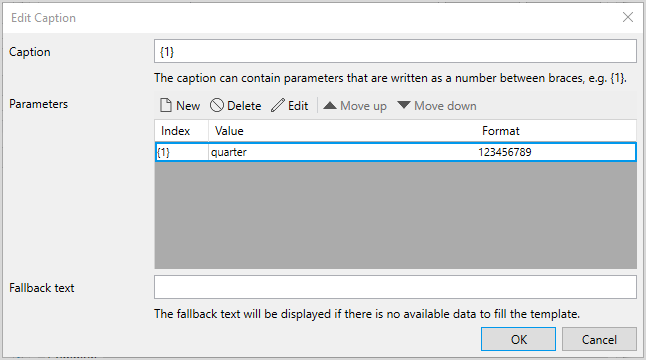 Edit Caption
Caption
{1}
The caption can contain parameters that are written as a number between braces, e.g. {1}.
Parameters
New Delete Edit Move up Move down
Index Value Format
{1} quarter 123456789
Fallback text
The fallback text will be displayed if there is no available data to fill the template.
OK Cancel